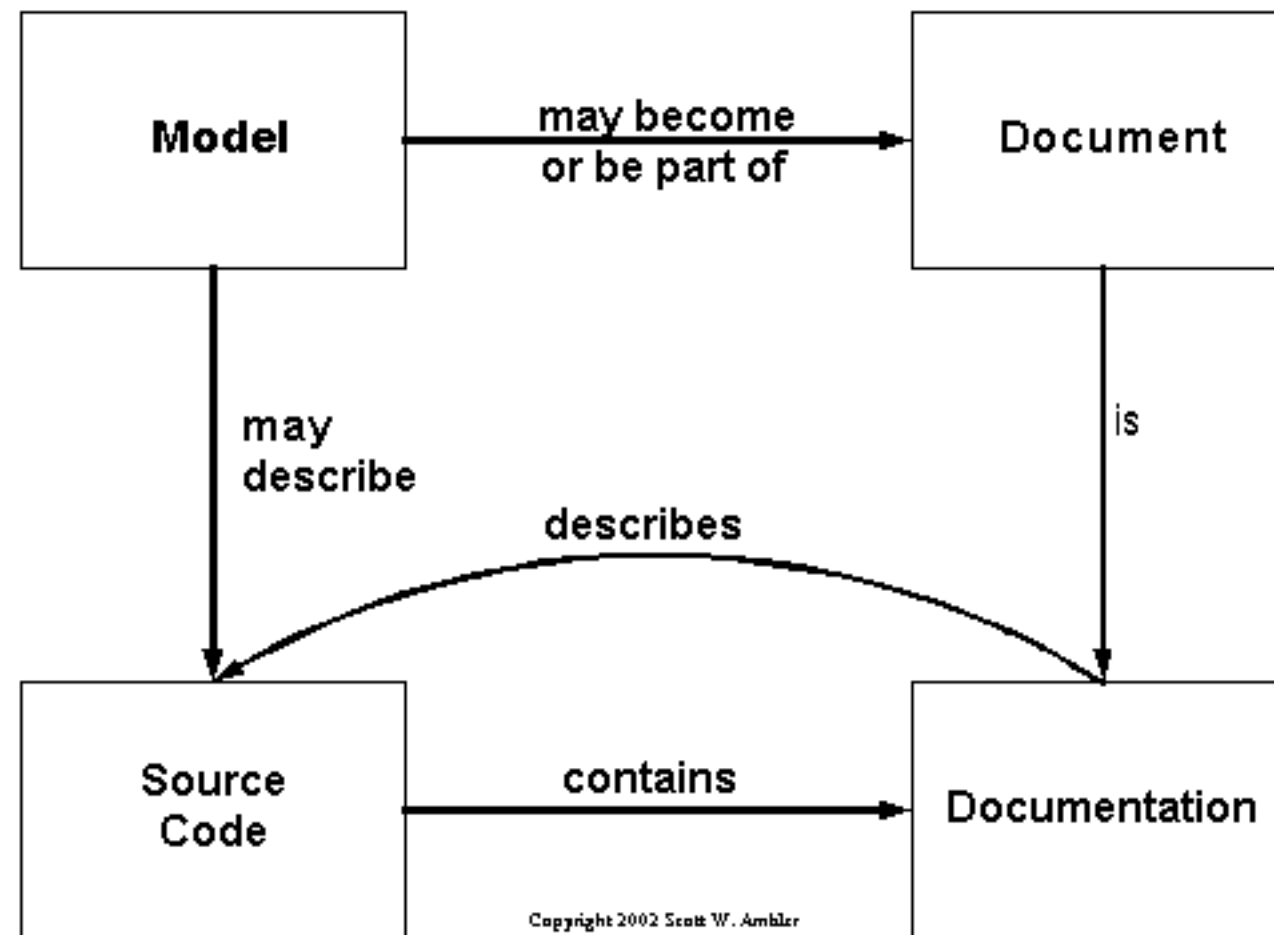 Model
may become
or be part of
Document
may
describe
is
describes
Source
Code
contains
Documentation
Copyright 2002 Scott W. Ambler